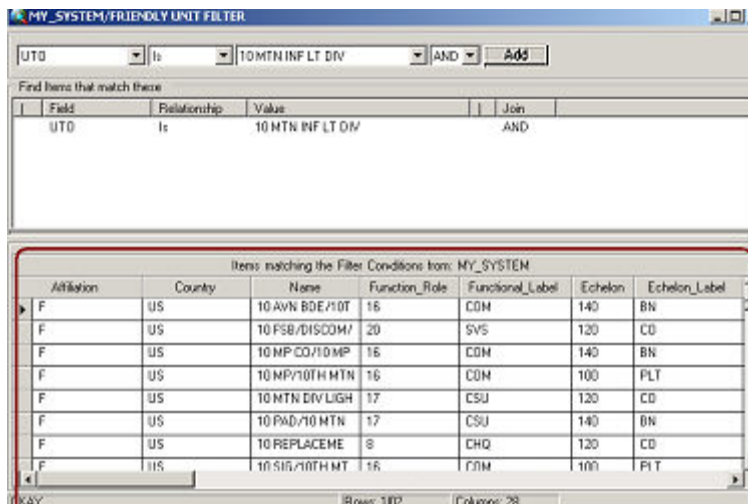 MY_SYSTEM/FRIENDLY UNIT FILTER
UTO Is 10 MTN INF LT DIV AND Add
Find Items that match these
Field Relationship Value Join
UTO Is 10 MTN INF LT DIV AND
Items matching the Filter Conditions from: MY_SYSTEM
Affiliation Country Name Function_Role Functional_Label Echelon Echelon_Label
F US 10 AVN BDE/10T 16 COM 140 BN
F US 10 FSB/DISCOM/ 20 SVS 120 CO
F US 10 MP CO/10 MP 16 COM 140 BN
F US 10 MP/10TH MTN 16 COM 100 PLT
F US 10 MTN DIV LIGH 17 CSU 120 CO
F US 10 PAD/10 MTN 17 CSU 140 BN
F US 10 REPLACEME 8 CHQ 120 CO
F US 10 SIG/10TH MT 16 COM 100 PLT
OKAY Columns: 28